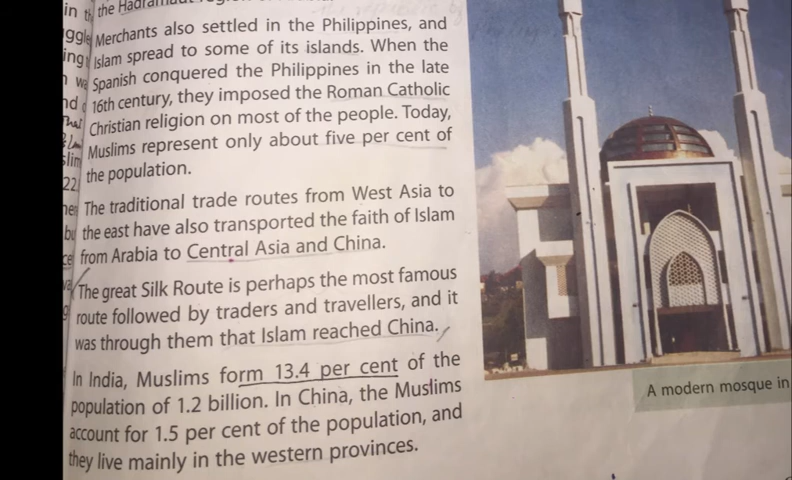 the Hadramaut region of
Merchants also settled in the Philippines, and
Islam spread to some of its islands. When the
Spanish conquered the Philippines in the late
16th century, they imposed the Roman Catholic
Christian religion on most of the people. Today,
Muslims represent only about five per cent of
the population.
The traditional trade routes from West Asia to
the east have also transported the faith of Islam
from Arabia to Central Asia and China.
The great Silk Route is perhaps the most famous
route followed by traders and travellers, and it
was through them that Islam reached China.
In India, Muslims form 13.4 per cent of the
population of 1.2 billion. In China, the Muslims
account for 1.5 per cent of the population, and
they live mainly in the western provinces.
A modern mosque in